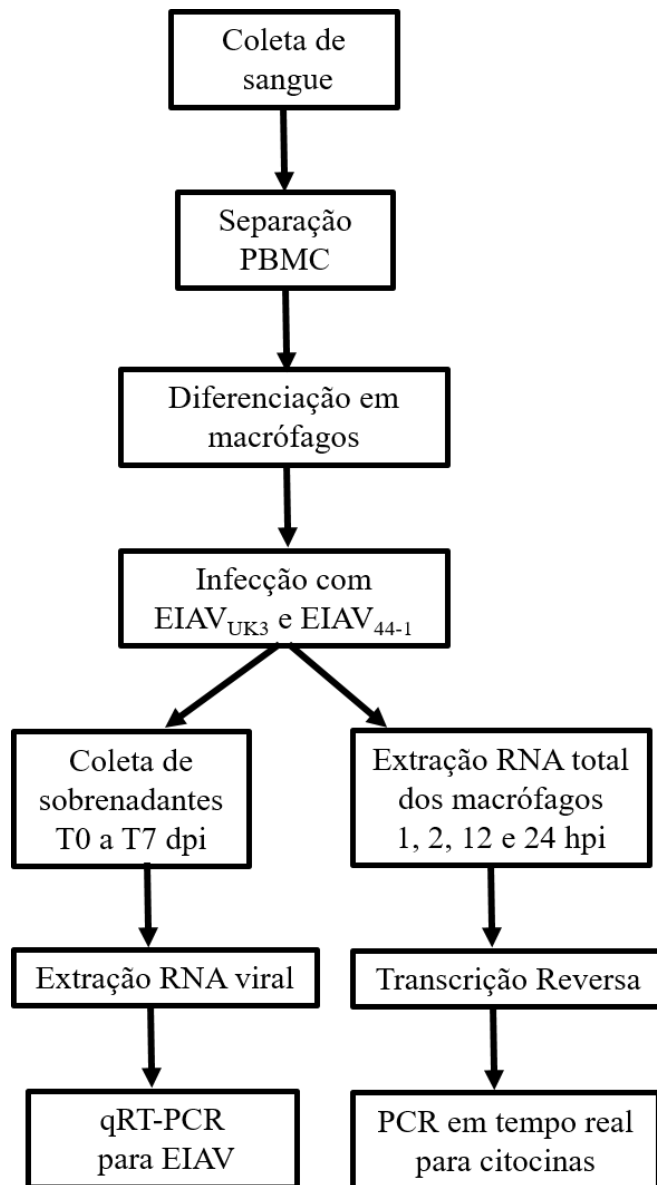 Coleta de
sangue
Separação
PBMC
Diferenciação em
macrófagos
Infecção com
EIAVUK3 e EIAV44-1
Coleta de
sobrenadantes
T0 a T7 dpi
Extração RNA viral
qRT-PCR
para EIAV
Extração RNA total
dos macrófagos
1, 2, 12 e 24 hpi
Transcrição Reversa
PCR em tempo real
para citocinas